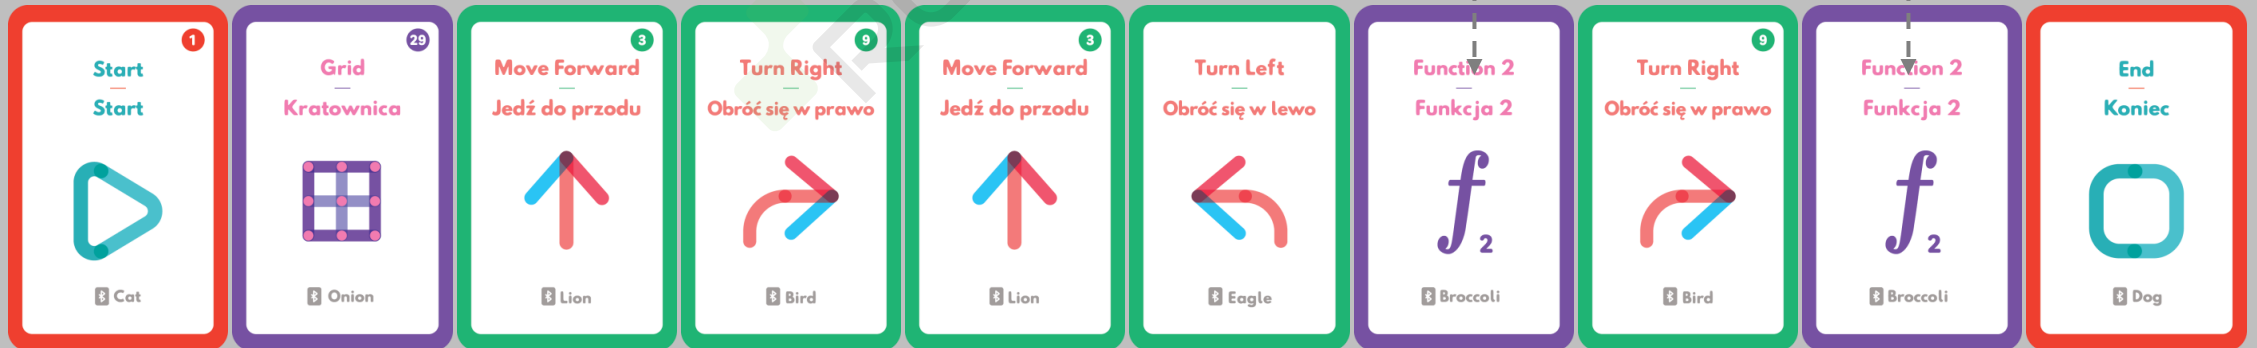 1
Start
Start
Cat
29
Grid
Kratownica
Onion
3
Move Forward
Jedź do przodu
Lion
9
Turn Right
Obróć się w prawo
Bird
3
Move Forward
Jedź do przodu
Lion
Turn Left
Obróć się w lewo
Eagle
Function 2
Funkcja 2
f 2
Broccoli
9
Turn Right
Obróć się w prawo
Bird
Function 2
Funkcja 2
f 2
Broccoli
End
Koniec
Dog